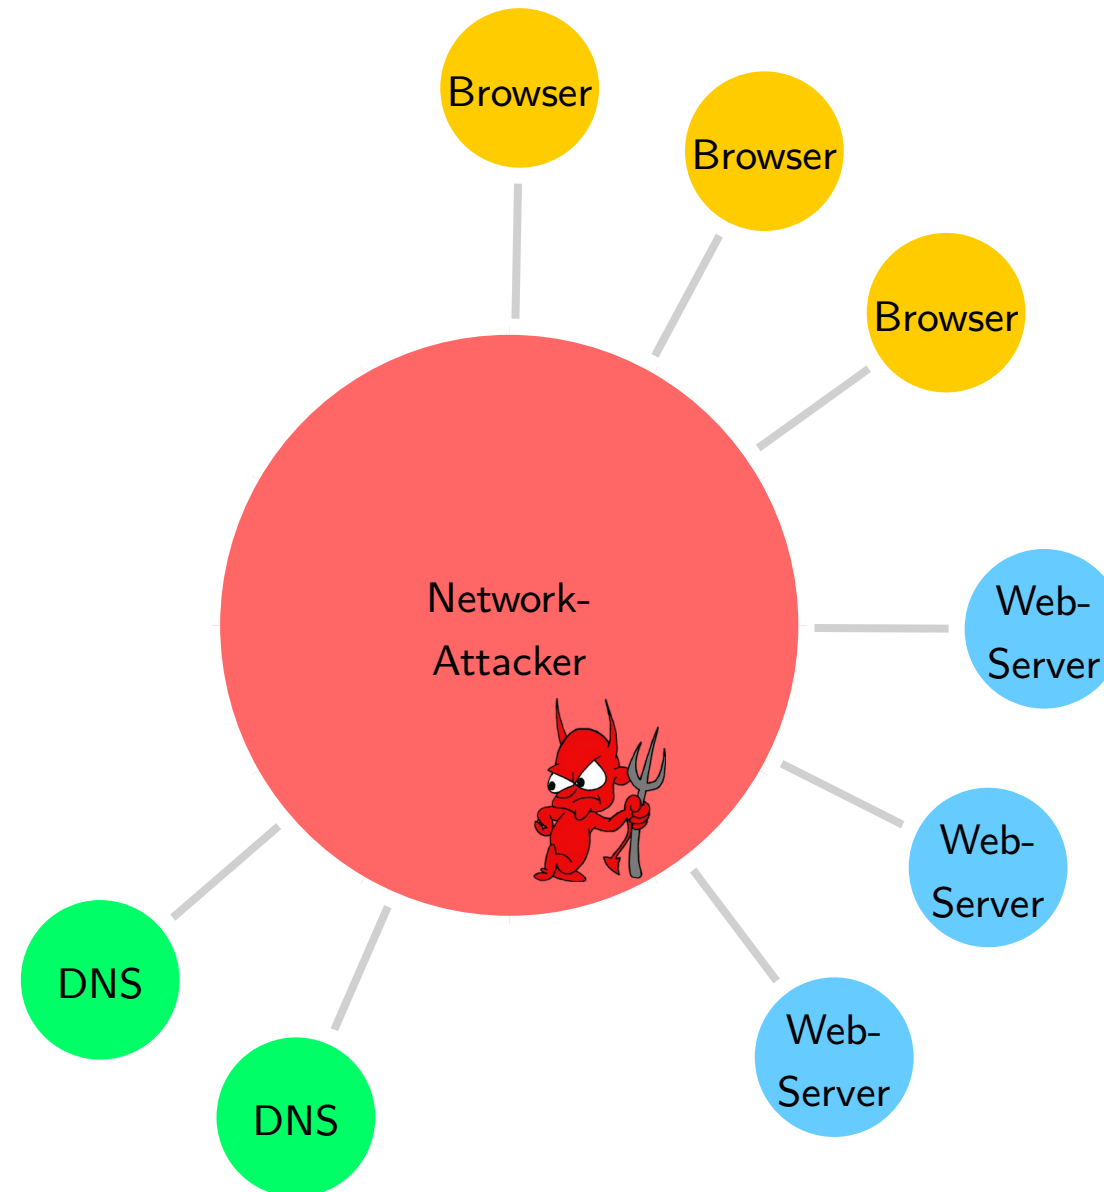 Browser
Browser
Browser
Network-
Attacker
Web-
Server
Web-
Server
DNS
Web-
Server
DNS